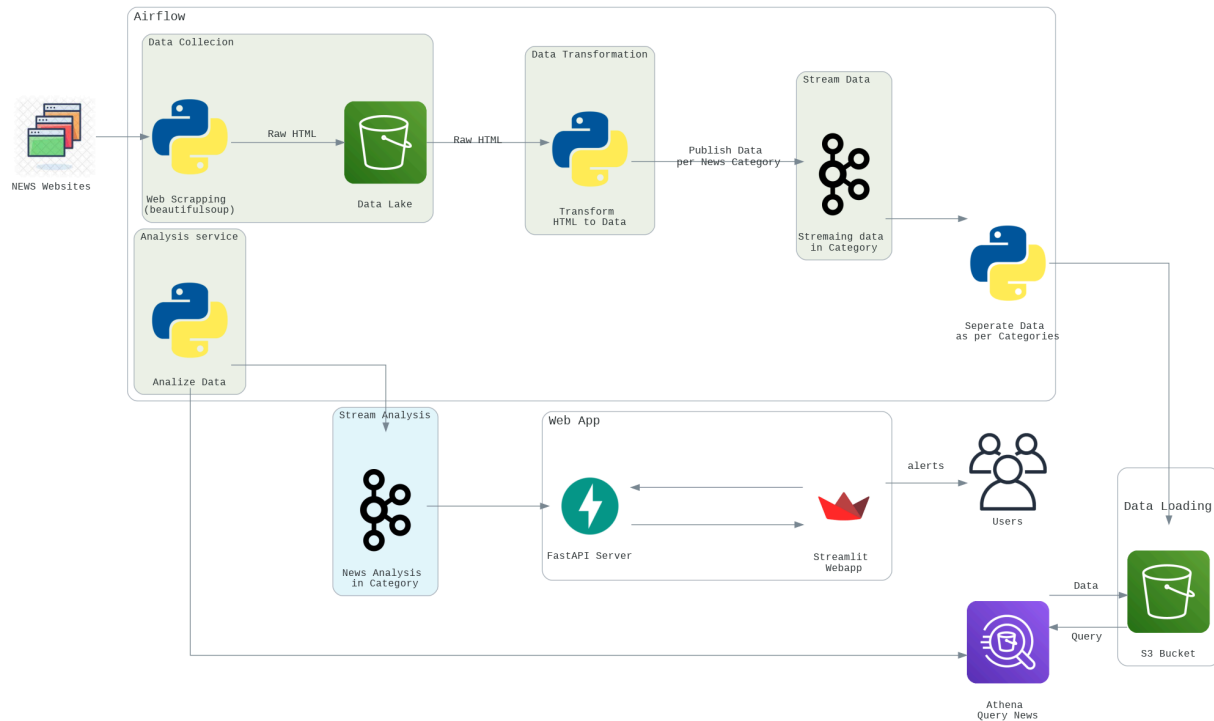 Airflow
Data Collecion
Data Transformation
Stream Data
Raw HTML
Raw HTML
Publish Data
per News Category
NEWS Websites
Web Scrapping
(beautifulsoup)
Data Lake
Transform
HTML to Data
Stremaing data
in Category
Analysis service
Seperate Data
as per Categories
Analize Data
Stream Analysis
Web App
alerts
Data Loading
Users
FastAPI Server
Streamlit
Webapp
News Analysis
in Category
Data
Query
S3 Bucket
Athena
Query News